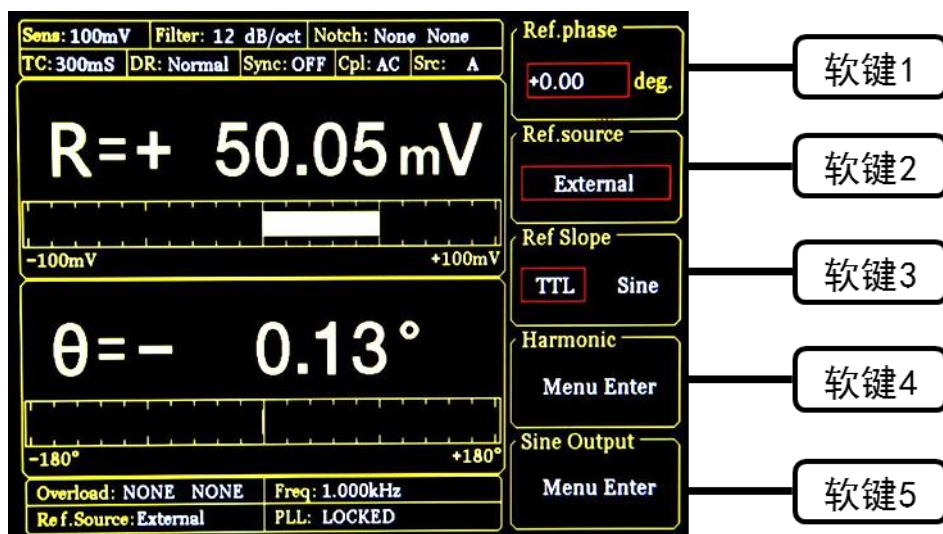 Sens: 100mV Filter: 12 dB/oct Notch: None None
TC: 300mS DR: Normal Sync: OFF Cpl: AC Src: A
R=+ 50.05 mV
-100mV +100mV
θ=- 0.13°
-180° +180°
Overload: NONE NONE Freq: 1.000kHz
Ref.Source: External PLL: LOCKED
Ref.phase
+0.00 deg.
Ref.source
External
Ref Slope
TTL Sine
Harmonic
Menu Enter
Sine Output
Menu Enter
软键1
软键2
软键3
软键4
软键5